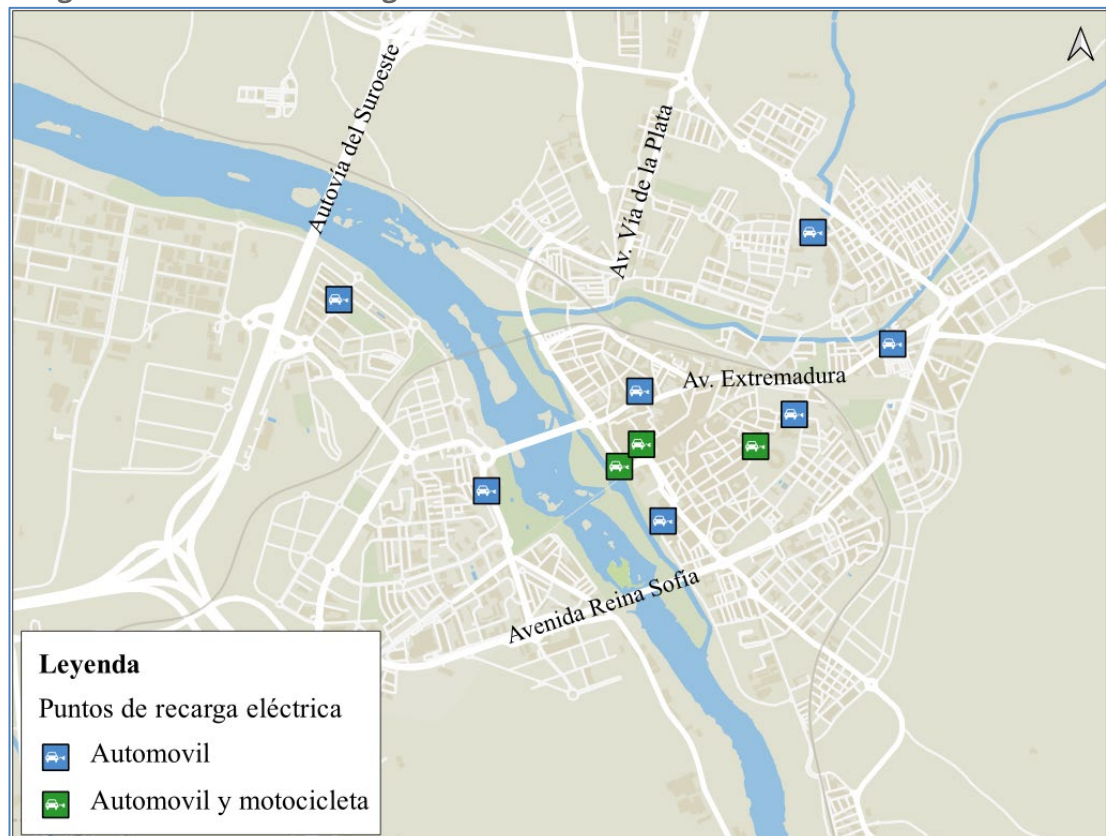 Autovía del Suroeste
Av. Vía de la Plata
Av. Extremadura
Avenida Reina Sofía
Leyenda
Puntos de recarga eléctrica
Automovil
Automovil y motocicleta